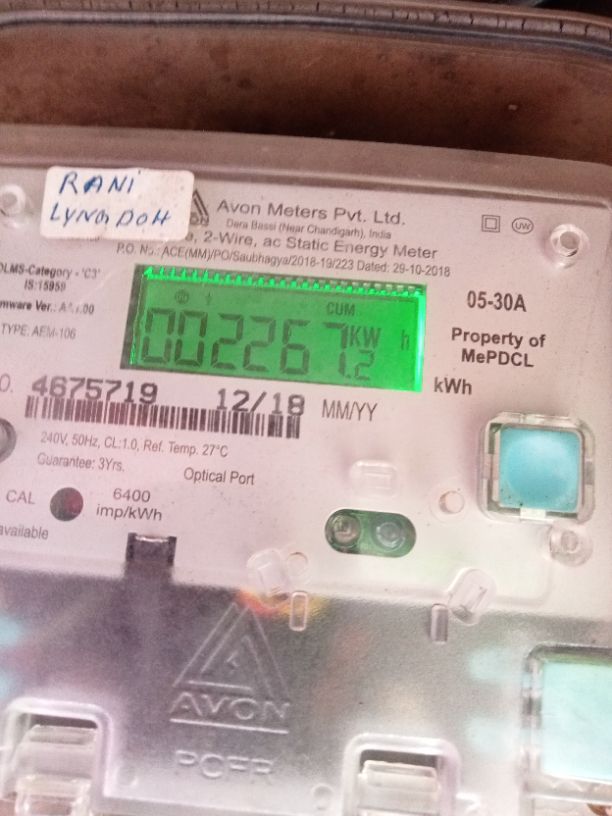 RANI
LYNGDOH
AVON
Avon Meters Pvt. Ltd.
Dera Bassi (Near Chandigarh), India
2-Wire, ac Static Energy Meter
P.O. No.: ACE(MM)/PO/Saubhagya/2018-19/223 Dated: 29-10-2018
UW
DLMS-Category - 'C3'
IS:15959
TYPE: AEM-106
CUM
002267.2 KW h
kWh
05-30A
Property of
MePDCL
O. 4675719 12/18 MM/YY
240V, 50Hz, CL:1.0, Ref. Temp. 27°C
Guarantee: 3Yrs.
Optical Port
CAL
6400
imp/kWh
available
AVON